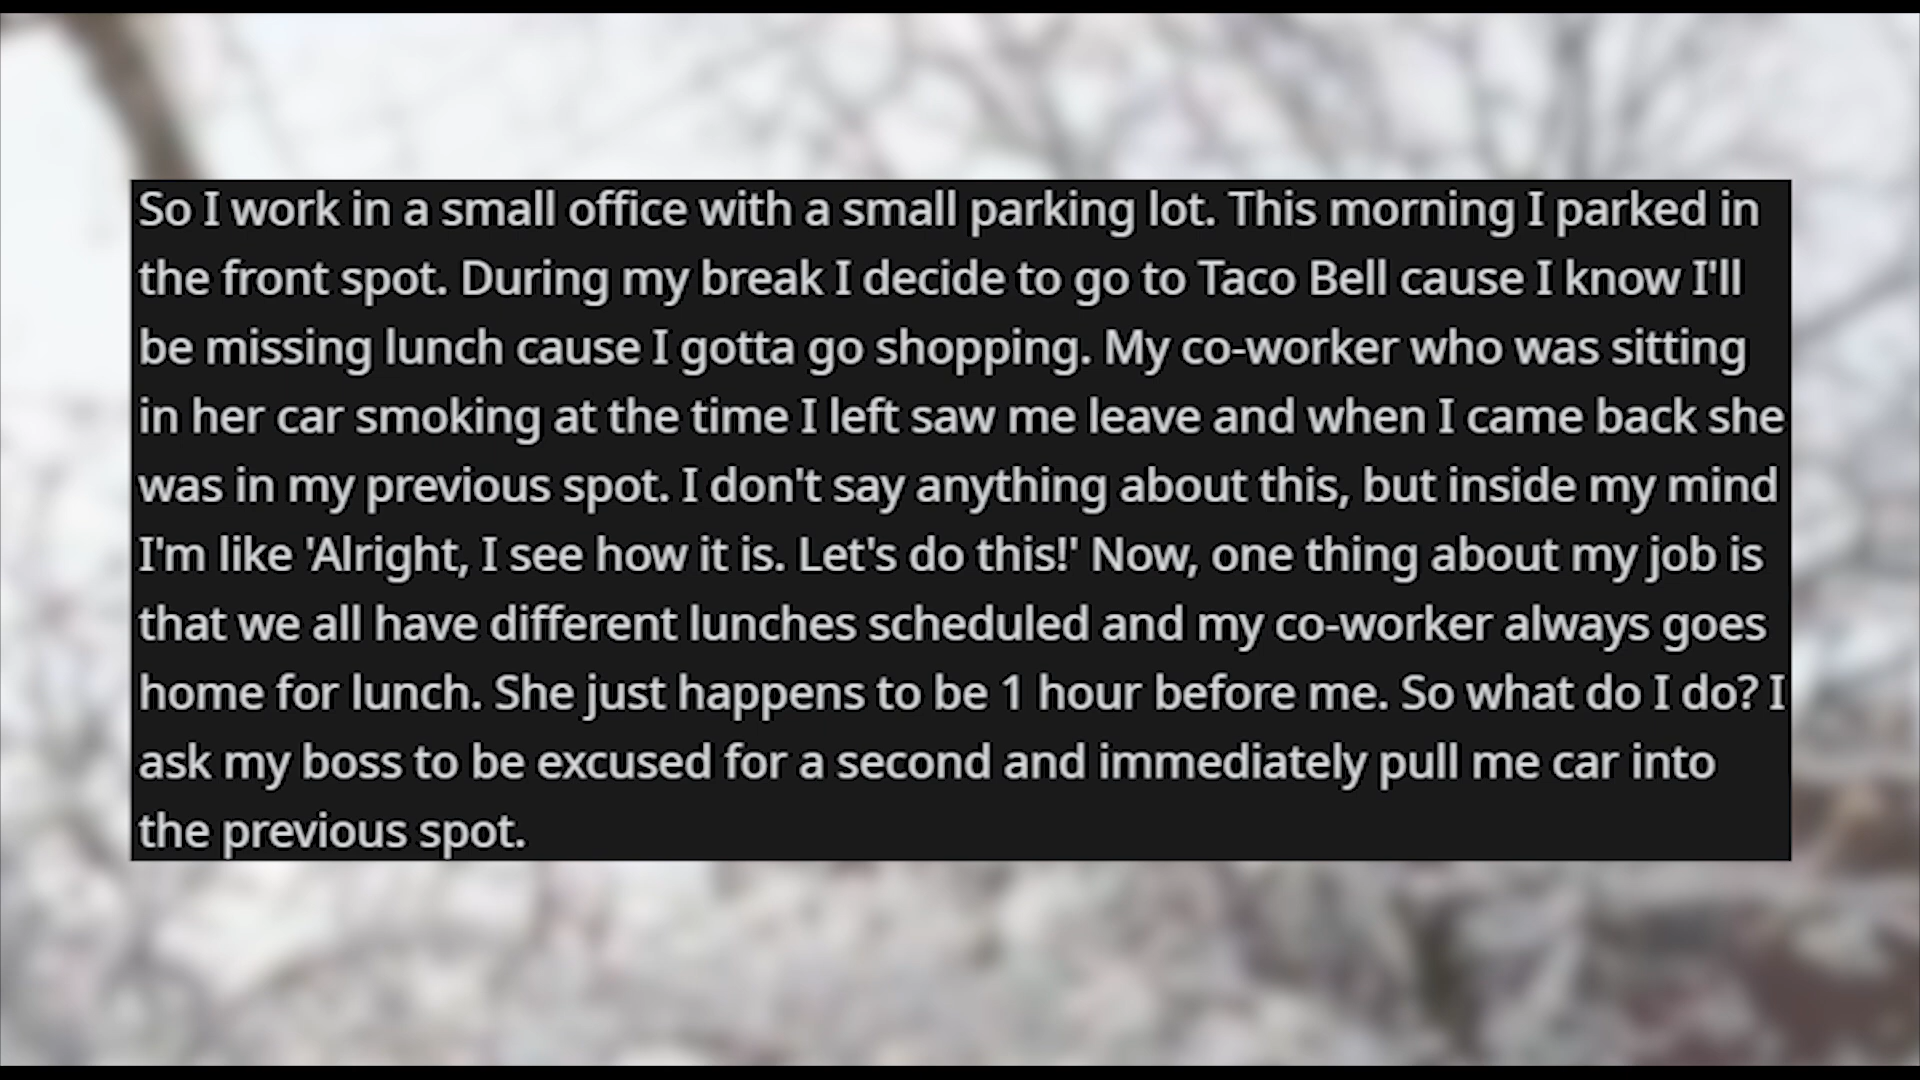 So I work in a small office with a small parking lot. This morning I parked in
the front spot. During my break I decide to go to Taco Bell cause I know I'll
be missing lunch cause I gotta go shopping. My co-worker who was sitting
in her car smoking at the time I left saw me leave and when I came back she
was in my previous spot. I don't say anything about this, but inside my mind
I'm like 'Alright, I see how it is. Let's do this!' Now, one thing about my job is
that we all have different lunches scheduled and my co-worker always goes
home for lunch. She just happens to be 1 hour before me. So what do I do? I
ask my boss to be excused for a second and immediately pull me car into
the previous spot.